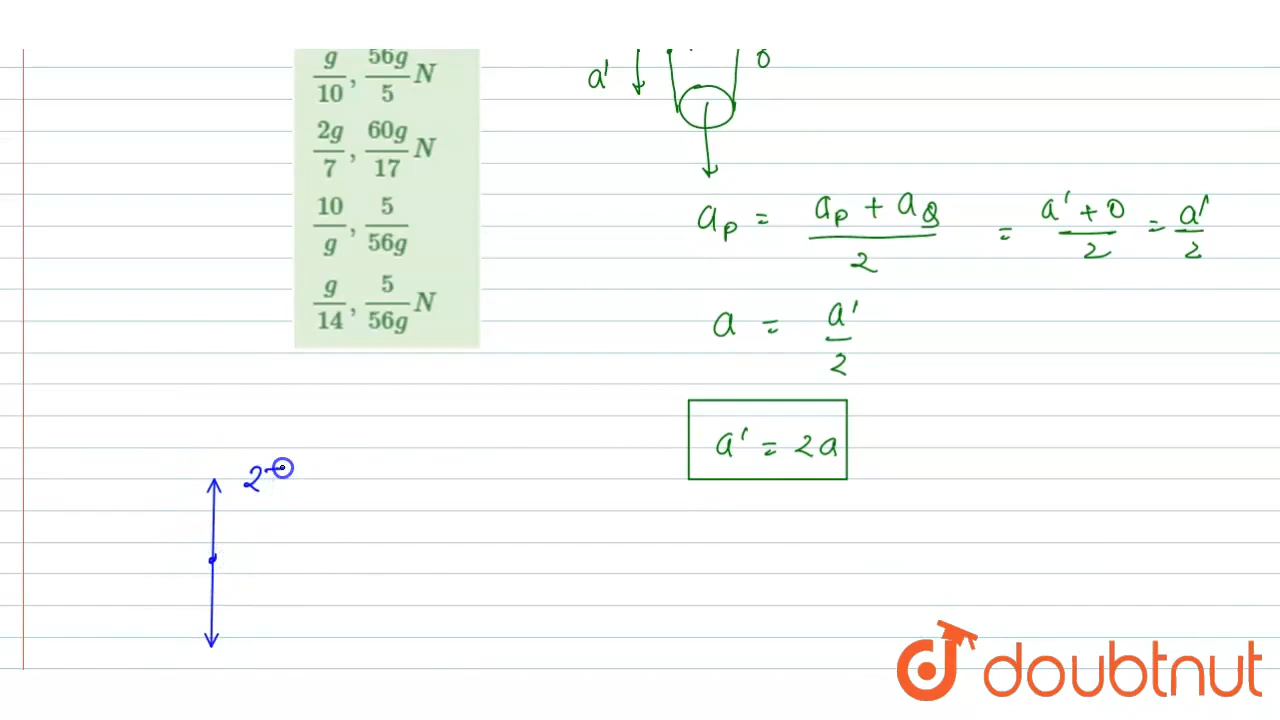 g/10, 56g/5 N
2g/7, 60g/17 N
10/g, 5/56g
g/14, 5/56g N
a' 0
a_p = (a_p + a_Q)/2 = (a' + 0)/2 = a'/2
a = a'/2
a' = 2a
2
doubtnut